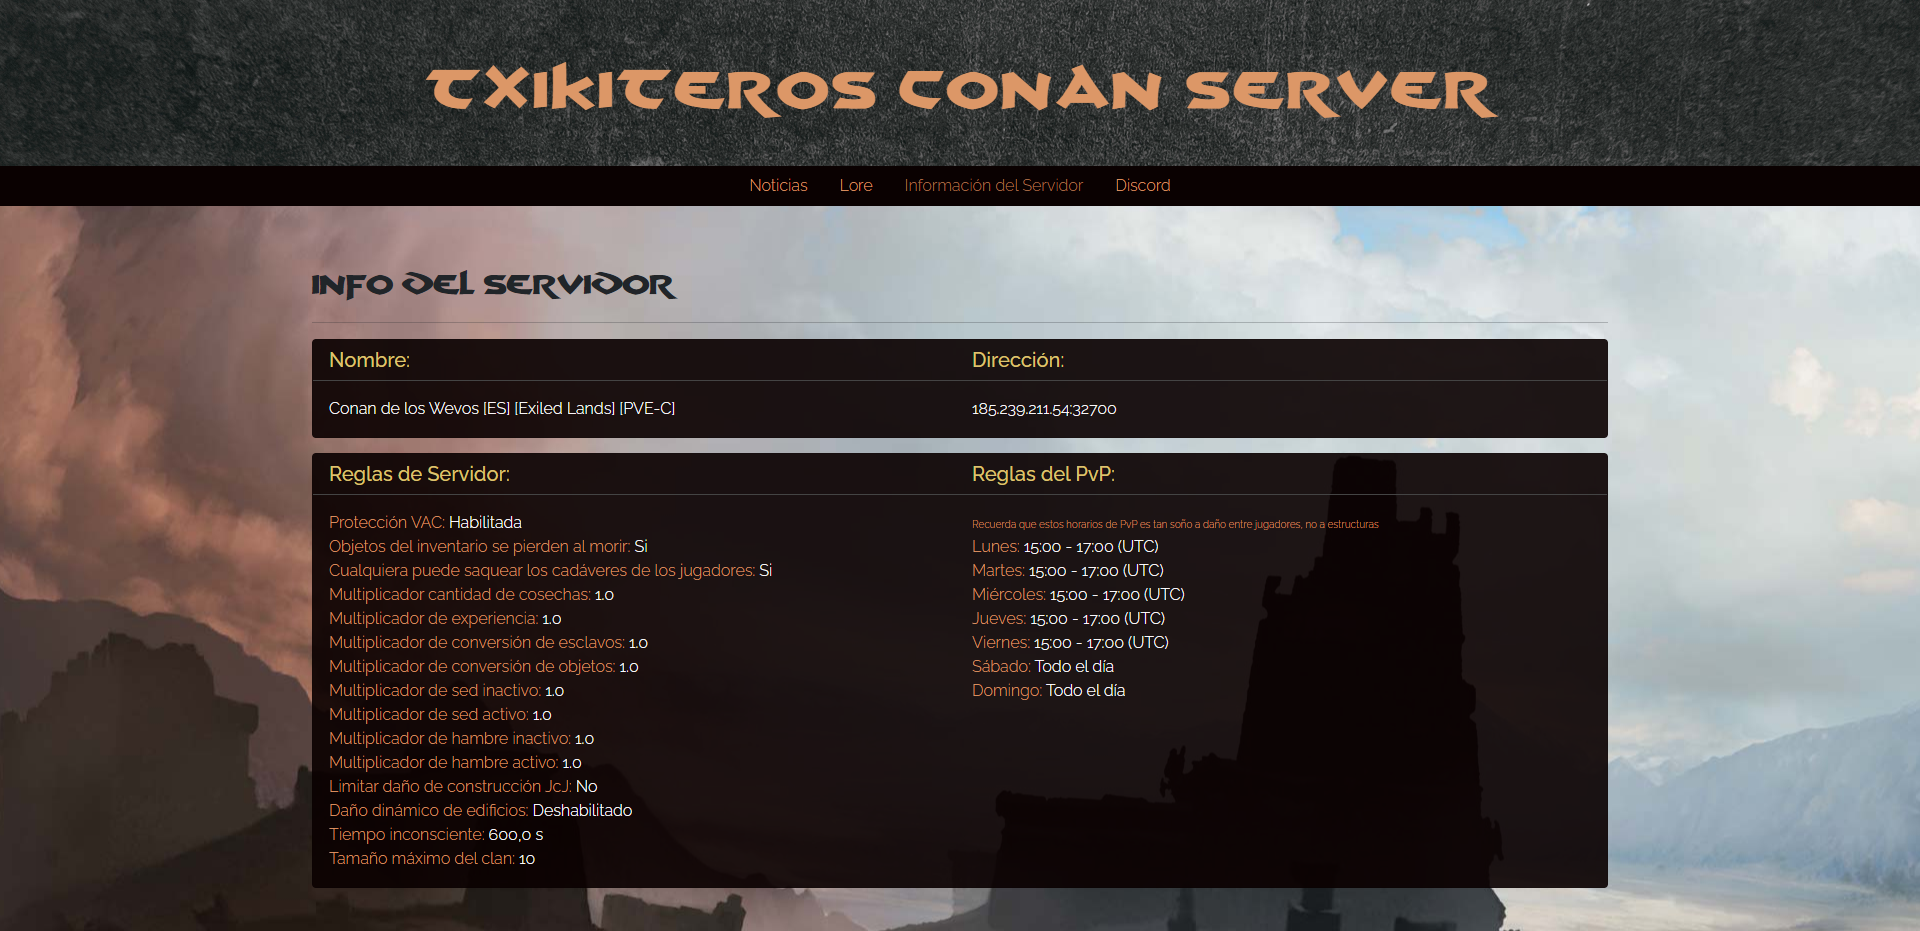 Txikiteros Conan Server
Noticias Lore Información del Servidor Discord
Info del Servidor
Nombre:
Conan de los Wevos [ES] [Exiled Lands] [PVE-C]
Dirección:
185.239.211.54:32700
Reglas de Servidor:
Protección VAC: Habilitada
Objetos del inventario se pierden al morir: Si
Cualquiera puede saquear los cadáveres de los jugadores: Si
Multiplicador cantidad de cosechas: 1.0
Multiplicador de experiencia: 1.0
Multiplicador de conversión de esclavos: 1.0
Multiplicador de conversión de objetos: 1.0
Multiplicador de sed inactivo: 1.0
Multiplicador de sed activo: 1.0
Multiplicador de hambre inactivo: 1.0
Multiplicador de hambre activo: 1.0
Limitar daño de construcción JcJ: No
Daño dinámico de edificios: Deshabilitado
Tiempo inconsciente: 600,0 s
Tamaño máximo del clan: 10
Reglas del PvP:
Recuerda que estos horarios de PvP es tan soño a daño entre jugadores, no a estructuras
Lunes: 15:00 - 17:00 (UTC)
Martes: 15:00 - 17:00 (UTC)
Miércoles: 15:00 - 17:00 (UTC)
Jueves: 15:00 - 17:00 (UTC)
Viernes: 15:00 - 17:00 (UTC)
Sábado: Todo el día
Domingo: Todo el día